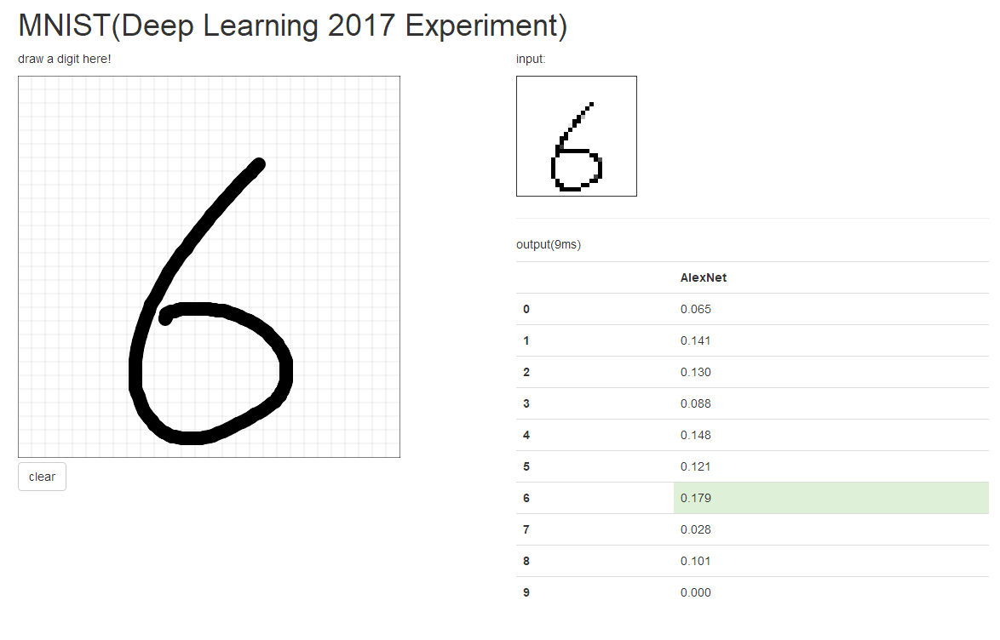 MNIST(Deep Learning 2017 Experiment)
draw a digit here!
6
clear
input:
6
output(9ms)
AlexNet
0 0.065
1 0.141
2 0.130
3 0.088
4 0.148
5 0.121
6 0.179
7 0.028
8 0.101
9 0.000